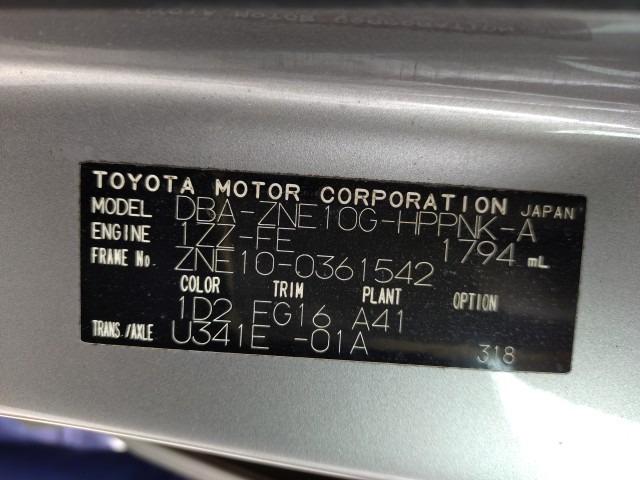 TOYOTA MOTOR CORPORATION JAPAN
MODEL DBA-ZNE10G-HPPNK-A
ENGINE 1ZZ-FE 1794 mL
FRAME No. ZNE10-0361542
COLOR TRIM PLANT OPTION
1D2 FG16 A41
TRANS./AXLE U341E -01A 318